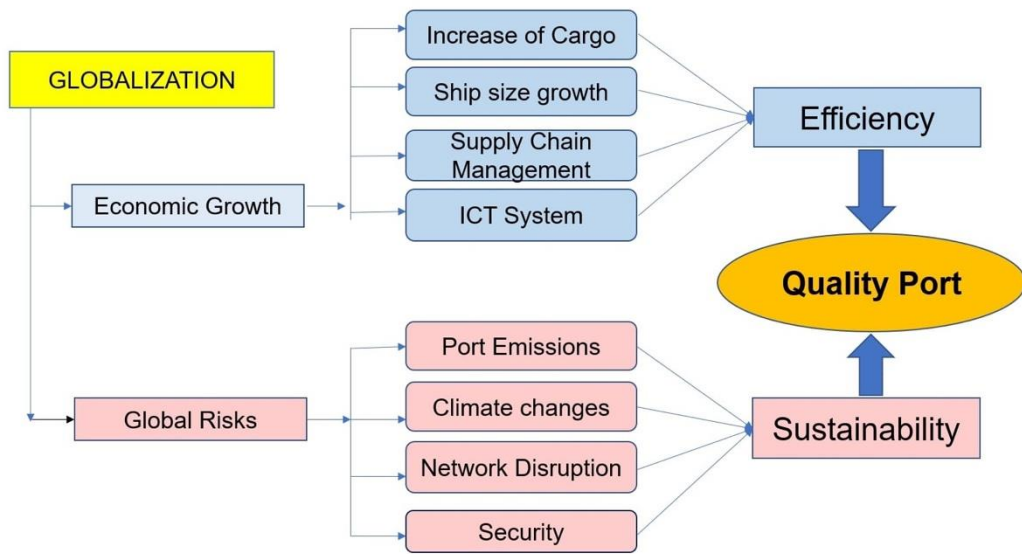 GLOBALIZATION
Economic Growth
Increase of Cargo
Ship size growth
Supply Chain
Management
ICT System
Efficiency
Quality Port
Global Risks
Port Emissions
Climate changes
Network Disruption
Security
Sustainability